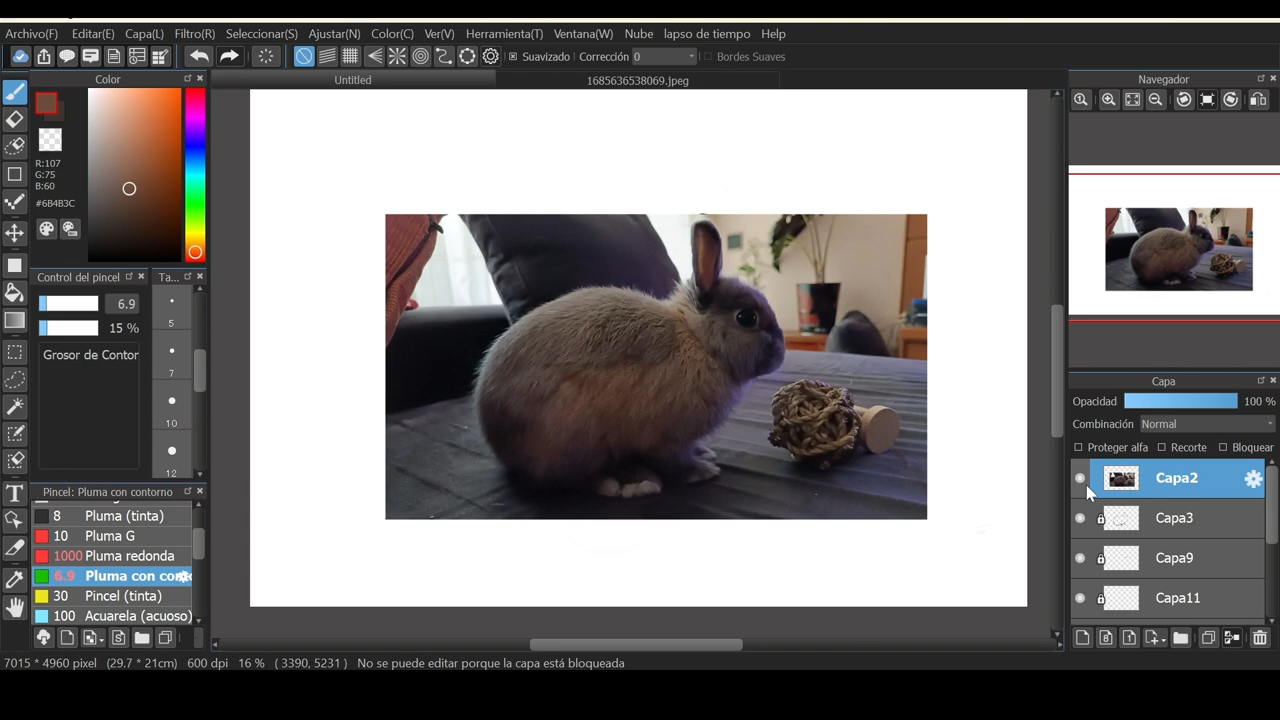 Archivo(F) Editar(E) Capa(L) Filtro(R) Seleccionar(S) Ajustar(N) Color(C) Ver(V) Herramienta(T) Ventana(W) Nube lapso de tiempo Help
Suavizado Corrección 0 Bordes Suaves
Color
Untitled
1685636538069.jpeg
Navegador
R:107
G:75
B:60
#6B4B3C
Control del pincel
Ta...
6.9
15 %
Grosor de Contor
5
7
10
12
Pincel: Pluma con contorno
8 Pluma (tinta)
10 Pluma G
1000 Pluma redonda
6.9 Pluma con con
30 Pincel (tinta)
100 Acuarela (acuoso)
Capa
Opacidad 100 %
Combinación Normal
Proteger alfa Recorte Bloquear
Capa2
Capa3
Capa9
Capa11
7015 * 4960 pixel (29.7 * 21cm) 600 dpi 16 % ( 3390, 5231 ) No se puede editar porque la capa está bloqueada